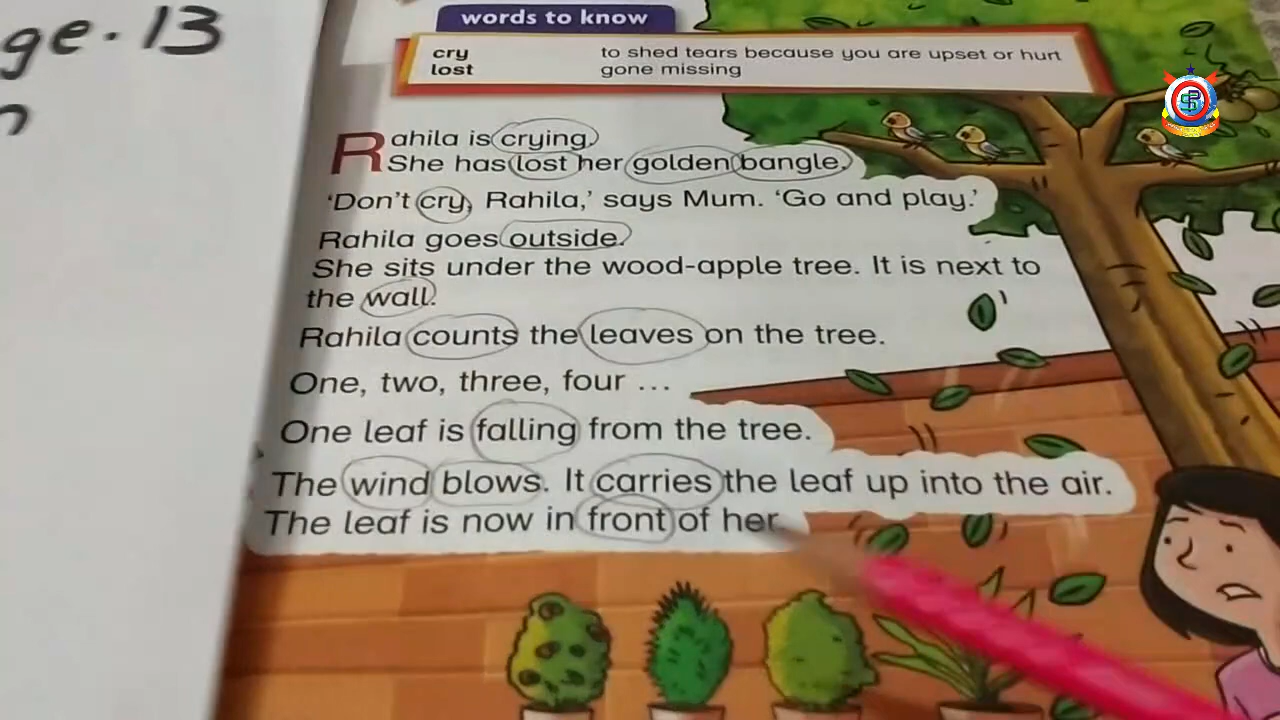 ge. 13
words to know
cry to shed tears because you are upset or hurt
lost gone missing
Rahila is crying.
She has lost her golden bangle.
‘Don’t cry, Rahila,’ says Mum. ‘Go and play.’
Rahila goes outside.
She sits under the wood-apple tree. It is next to
the wall.
Rahila counts the leaves on the tree.
One, two, three, four ...
One leaf is falling from the tree.
The wind blows. It carries the leaf up into the air.
The leaf is now in front of her